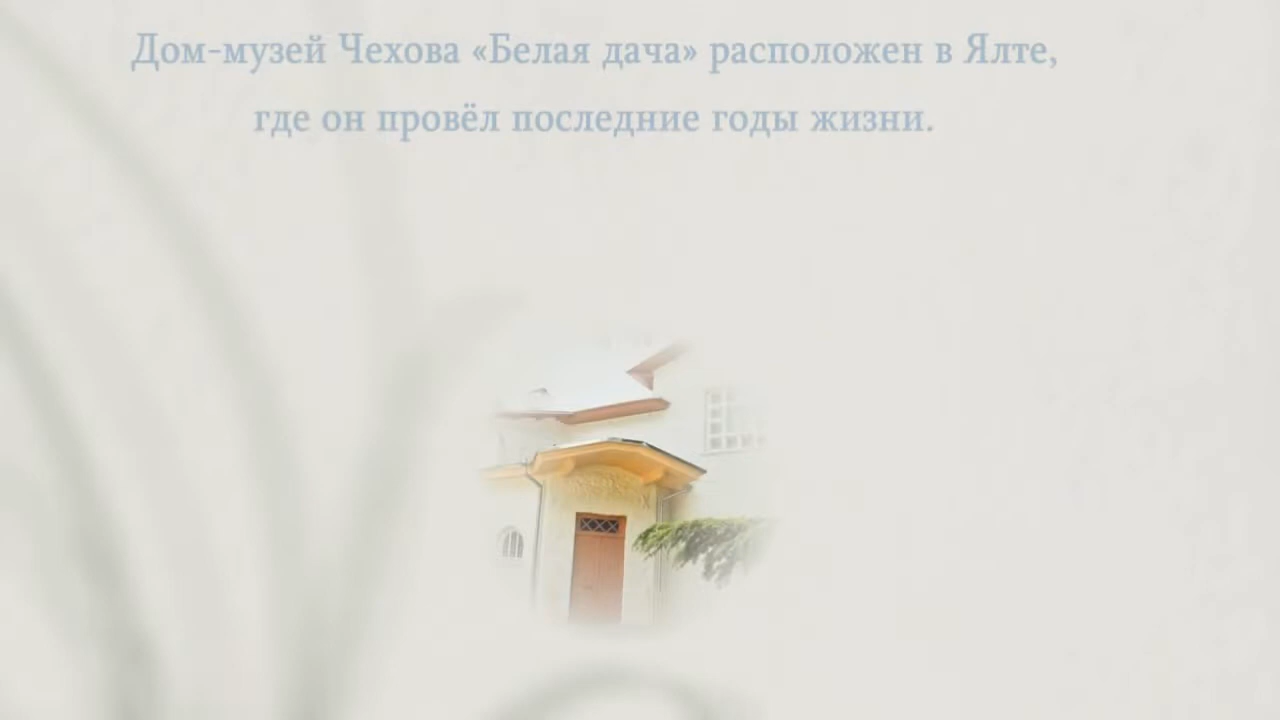 Дом-музей Чехова «Белая дача» расположен в Ялте,
где он провёл последние годы жизни.